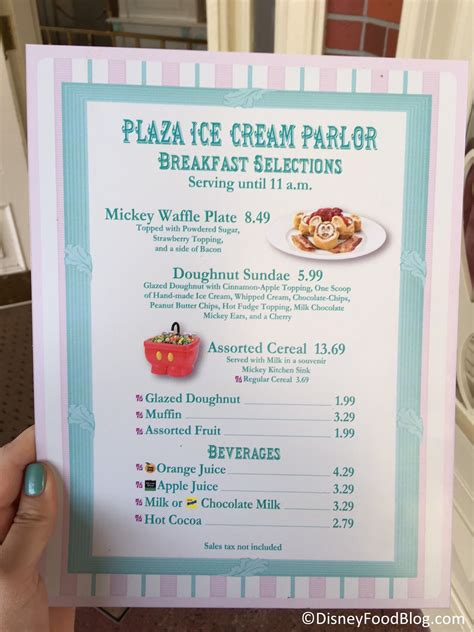 PLAZA ICE CREAM PARLOR
BREAKFAST SELECTIONS
Serving until 11 a.m.
Mickey Waffle Plate 8.49
Topped with Powdered Sugar,
Strawberry Topping,
and a side of Bacon
Doughnut Sundae 5.99
Glazed Doughnut with Cinnamon-Apple Topping, One Scoop
of Hand-made Ice Cream, Whipped Cream, Chocolate-Chips,
Peanut Butter Chips, Hot Fudge Topping, Milk Chocolate
Mickey Ears, and a Cherry
Assorted Cereal 13.69
Served with Milk in a souvenir
Mickey Kitchen Sink
Regular Cereal 3.69
Glazed Doughnut 1.99
Muffin 3.29
Assorted Fruit 1.99
BEVERAGES
Orange Juice 4.29
Apple Juice 3.29
Milk or Chocolate Milk 3.29
Hot Cocoa 2.79
Sales tax not included
©DisneyFoodBlog.com